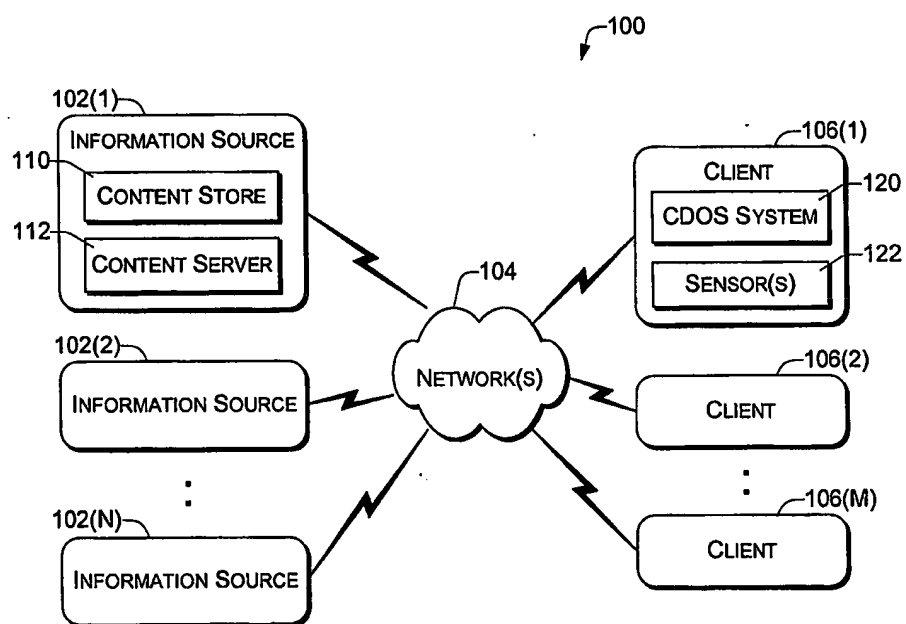 100
102(1)
INFORMATION SOURCE
110
CONTENT STORE
112
CONTENT SERVER
106(1)
CLIENT
120
CDOS SYSTEM
122
SENSOR(S)
104
NETWORK(S)
102(2)
INFORMATION SOURCE
106(2)
CLIENT
102(N)
INFORMATION SOURCE
106(M)
CLIENT